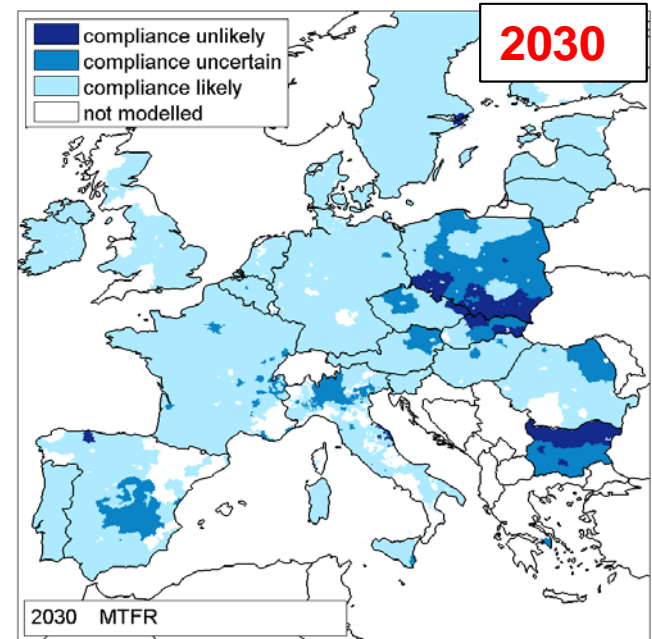 compliance unlikely
compliance uncertain
compliance likely
not modelled
2030
2030 MTFR